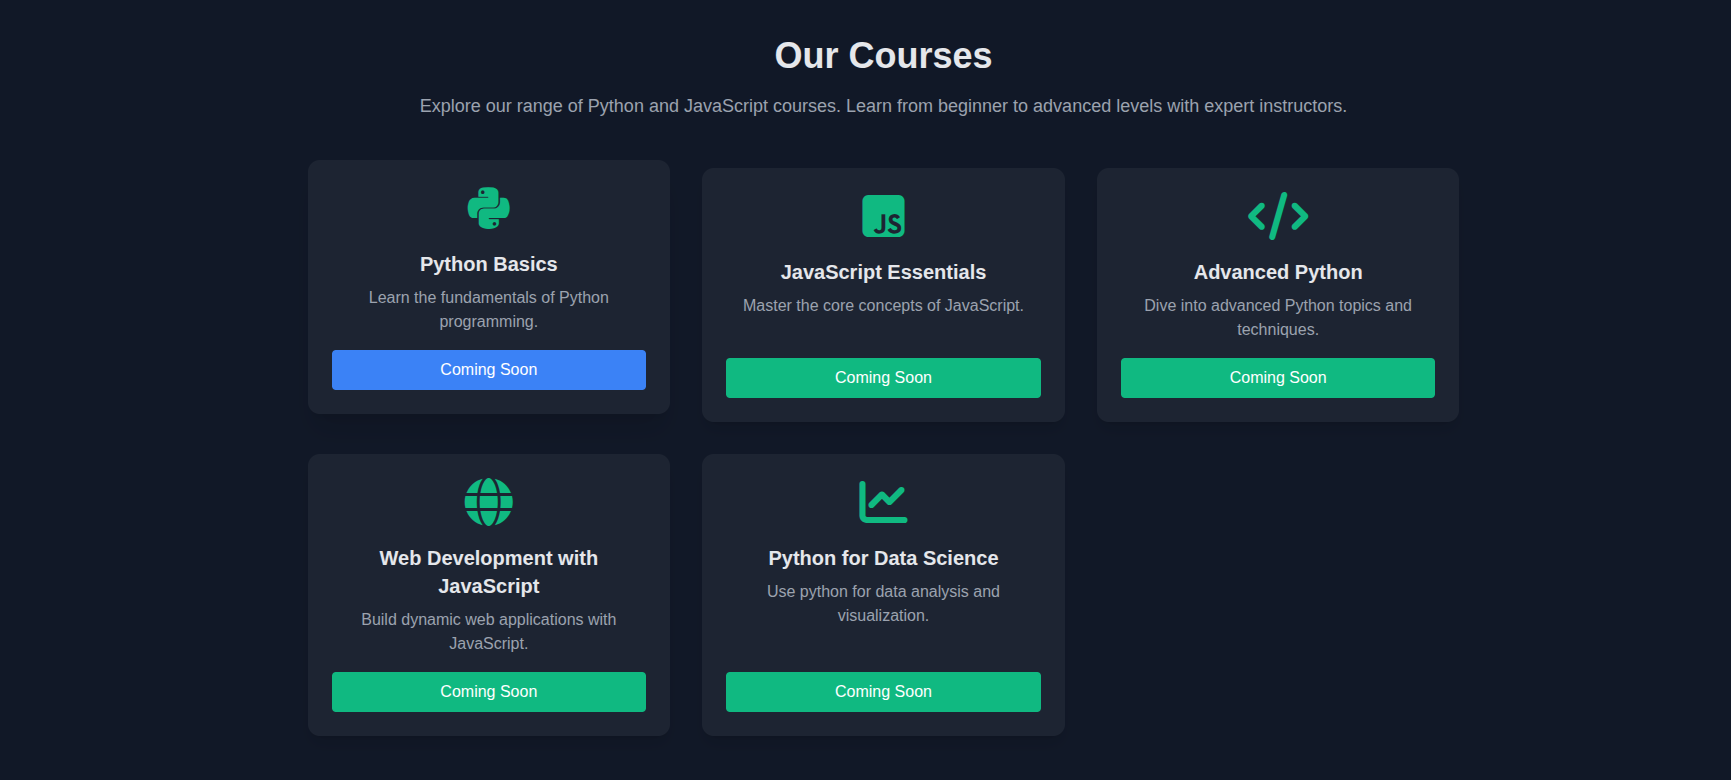 Our Courses
Explore our range of Python and JavaScript courses. Learn from beginner to advanced levels with expert instructors.
Python Basics
Learn the fundamentals of Python
programming.
Coming Soon
JS
JavaScript Essentials
Master the core concepts of JavaScript.
Coming Soon
Advanced Python
Dive into advanced Python topics and
techniques.
Coming Soon
Web Development with
JavaScript
Build dynamic web applications with
JavaScript.
Coming Soon
Python for Data Science
Use python for data analysis and
visualization.
Coming Soon